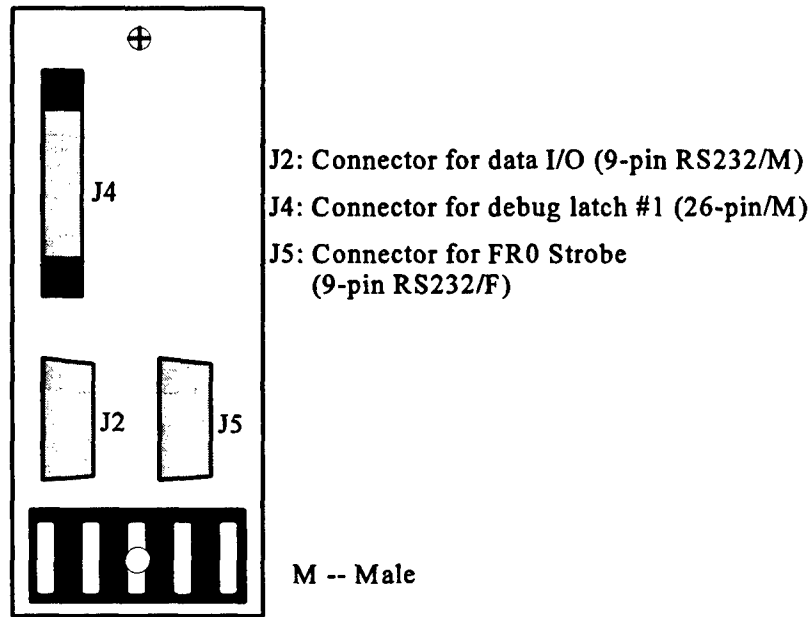 J4
J2: Connector for data I/O (9-pin RS232/M)
J4: Connector for debug latch #1 (26-pin/M)
J5: Connector for FR0 Strobe
(9-pin RS232/F)
J2
J5
M -- Male